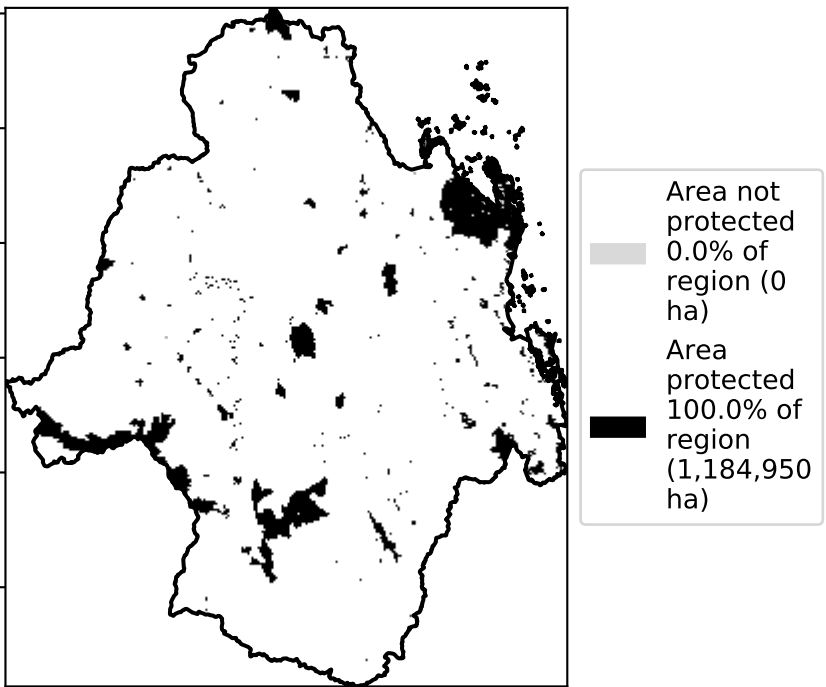 Area not
protected
0.0% of
region (0
ha)
Area
protected
100.0% of
region
(1,184,950
ha)